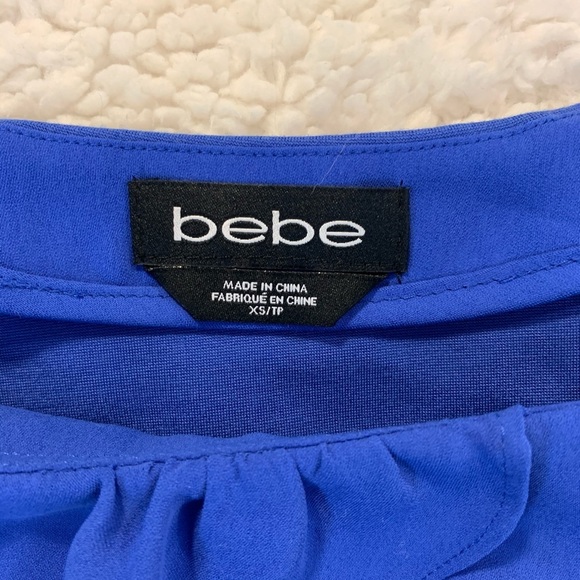 bebe
MADE IN CHINA
FABRIQUÉ EN CHINE
XS/TP